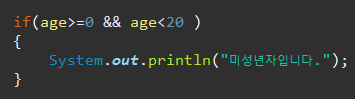 if(age>=0 && age<20 )
{
System.out.println("미성년자입니다.");
}